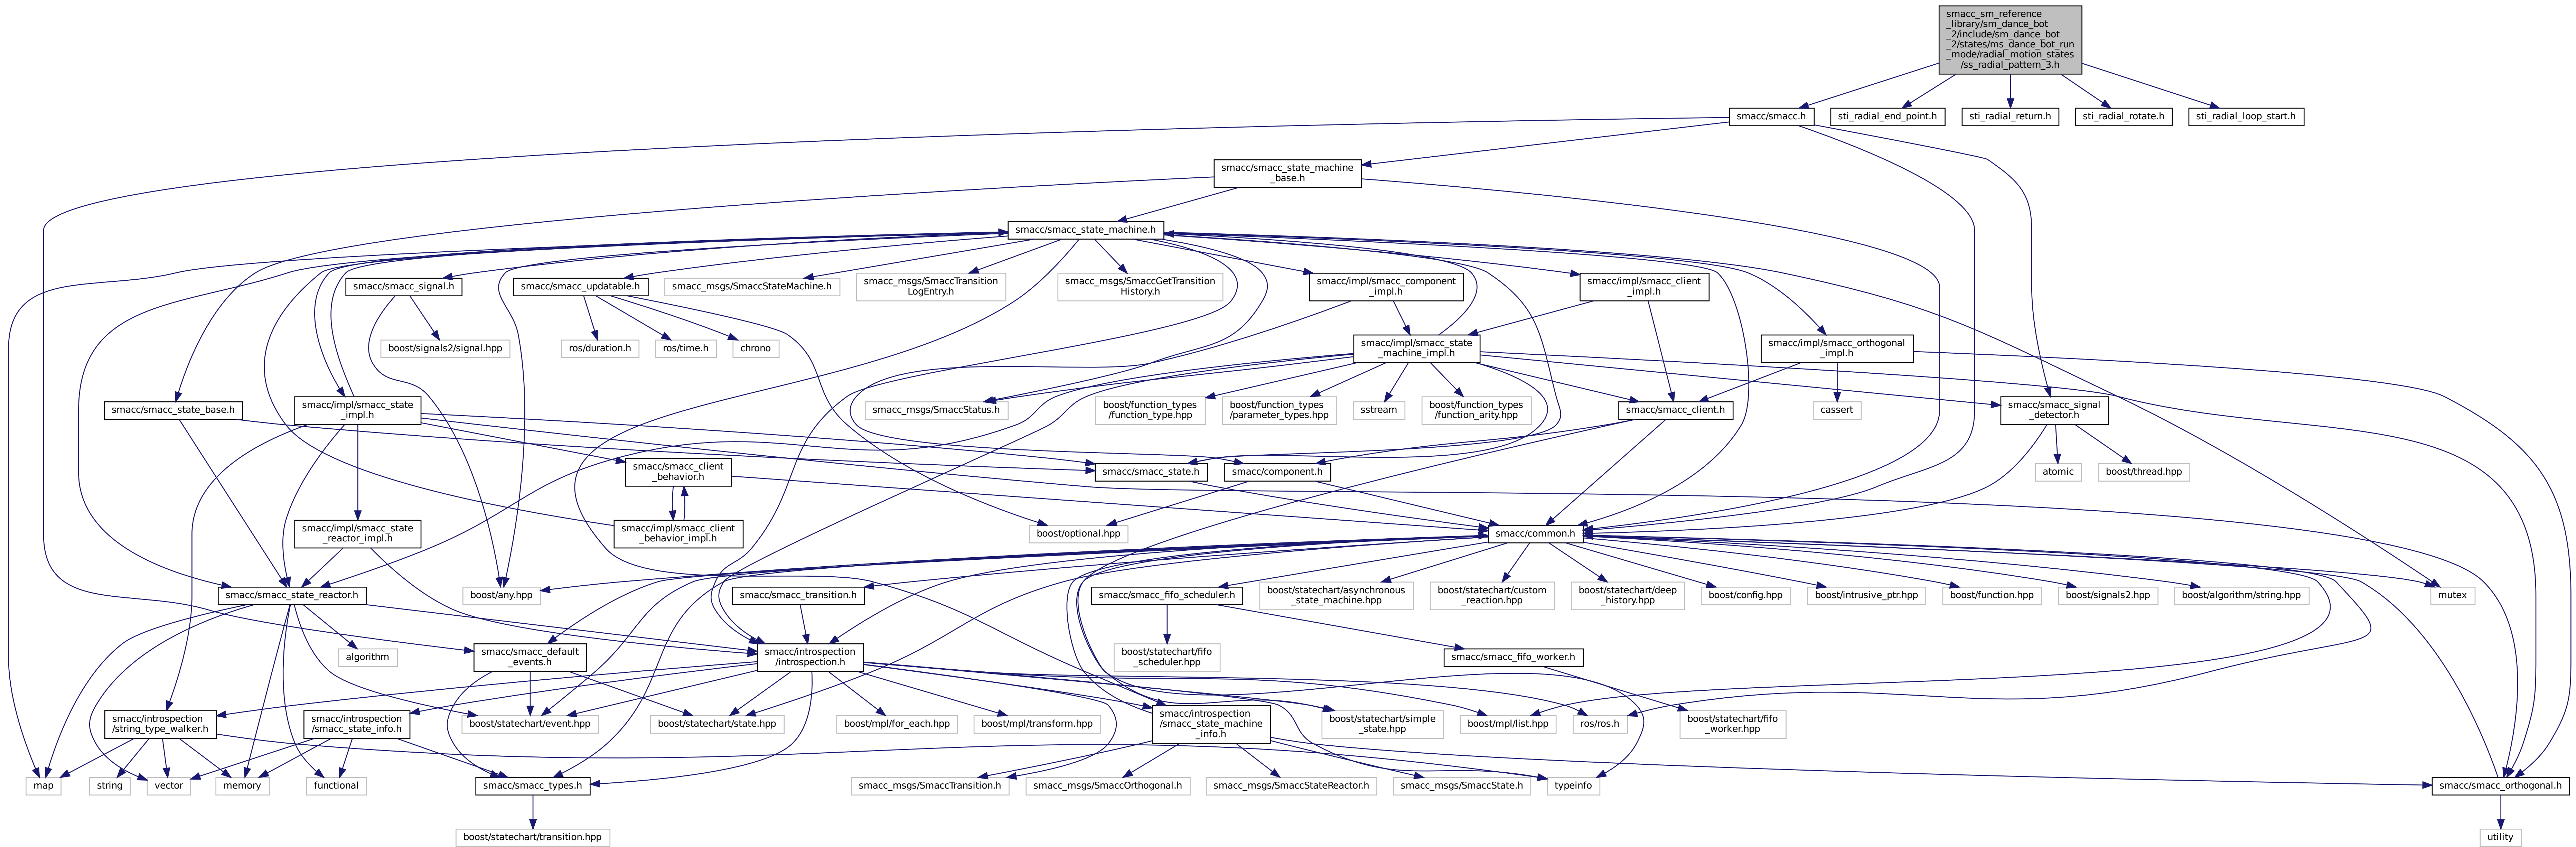 smacc_sm_reference
_library/sm_dance_bot
_2/include/sm_dance_bot
_2/states/ms_dance_bot_run
_mode/radial_motion_states
/ss_radial_pattern_3.h
smacc/smacc.h
sti_radial_end_point.h
sti_radial_return.h
sti_radial_rotate.h
sti_radial_loop_start.h
smacc/smacc_state_machine
_base.h
smacc/smacc_state_machine.h
smacc/smacc_signal.h
smacc/smacc_updatable.h
smacc_msgs/SmaccStateMachine.h
smacc_msgs/SmaccTransition
LogEntry.h
smacc_msgs/SmaccGetTransition
History.h
smacc/impl/smacc_component
_impl.h
smacc/impl/smacc_client
_impl.h
boost/signals2/signal.hpp
ros/duration.h
ros/time.h
chrono
smacc/impl/smacc_state
_machine_impl.h
smacc/impl/smacc_orthogonal
_impl.h
smacc/smacc_state_base.h
smacc/impl/smacc_state
_impl.h
smacc_msgs/SmaccStatus.h
boost/function_types
/function_type.hpp
boost/function_types
/parameter_types.hpp
sstream
boost/function_types
/function_arity.hpp
smacc/smacc_client.h
cassert
smacc/smacc_signal
_detector.h
smacc/smacc_client
_behavior.h
smacc/smacc_state.h
smacc/component.h
atomic
boost/thread.hpp
smacc/impl/smacc_state
_reactor_impl.h
smacc/impl/smacc_client
_behavior_impl.h
boost/optional.hpp
smacc/common.h
smacc/smacc_state_reactor.h
boost/any.hpp
smacc/smacc_transition.h
smacc/smacc_fifo_scheduler.h
boost/statechart/asynchronous
_state_machine.hpp
boost/statechart/custom
_reaction.hpp
boost/statechart/deep
_history.hpp
boost/config.hpp
boost/intrusive_ptr.hpp
boost/function.hpp
boost/signals2.hpp
boost/algorithm/string.hpp
mutex
algorithm
smacc/smacc_default
_events.h
smacc/introspection
/introspection.h
boost/statechart/fifo
_scheduler.hpp
smacc/smacc_fifo_worker.h
smacc/introspection
/string_type_walker.h
smacc/introspection
/smacc_state_info.h
boost/statechart/event.hpp
boost/statechart/state.hpp
boost/mpl/for_each.hpp
boost/mpl/transform.hpp
smacc/introspection
/smacc_state_machine
_info.h
boost/statechart/simple
_state.hpp
boost/mpl/list.hpp
ros/ros.h
boost/statechart/fifo
_worker.hpp
map
string
vector
memory
functional
smacc/smacc_types.h
smacc_msgs/SmaccTransition.h
smacc_msgs/SmaccOrthogonal.h
smacc_msgs/SmaccStateReactor.h
smacc_msgs/SmaccState.h
typeinfo
smacc/smacc_orthogonal.h
boost/statechart/transition.hpp
utility